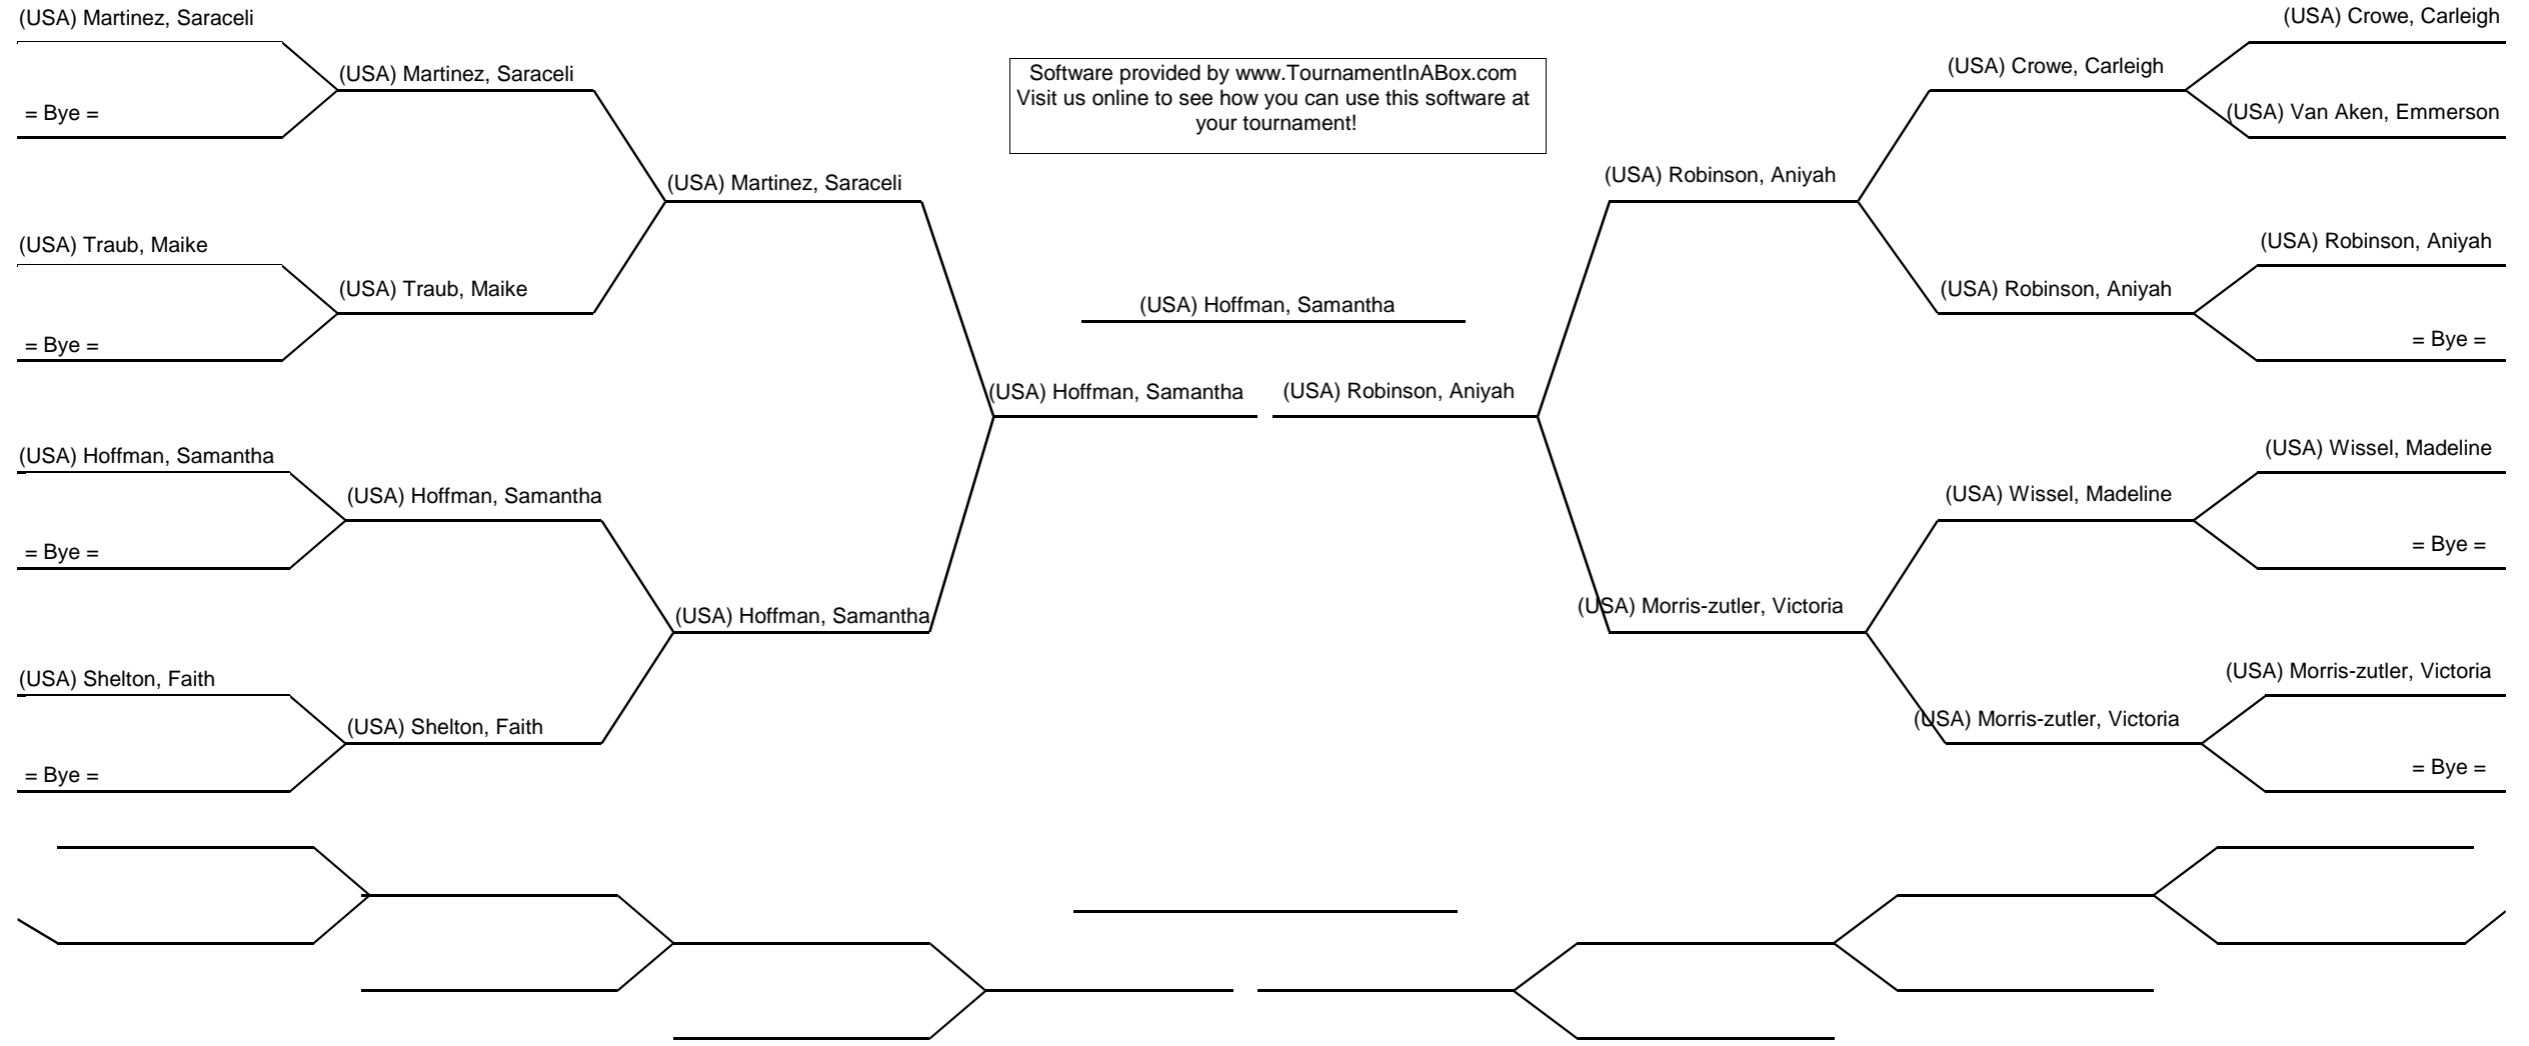 (USA) Martinez, Saraceli
= Bye =
(USA) Traub, Maike
= Bye =
(USA) Hoffman, Samantha
= Bye =
(USA) Shelton, Faith
= Bye =
(USA) Martinez, Saraceli
(USA) Traub, Maike
(USA) Hoffman, Samantha
(USA) Shelton, Faith
(USA) Martinez, Saraceli
(USA) Hoffman, Samantha
(USA) Hoffman, Samantha
Software provided by www.TournamentInABox.com
Visit us online to see how you can use this software at
your tournament!
(USA) Hoffman, Samantha
(USA) Robinson, Aniyah
(USA) Robinson, Aniyah
(USA) Morris-zutler, Victoria
(USA) Crowe, Carleigh
(USA) Robinson, Aniyah
(USA) Wissel, Madeline
(USA) Morris-zutler, Victoria
(USA) Crowe, Carleigh
(USA) Van Aken, Emmerson
(USA) Robinson, Aniyah
= Bye =
(USA) Wissel, Madeline
= Bye =
(USA) Morris-zutler, Victoria
= Bye =